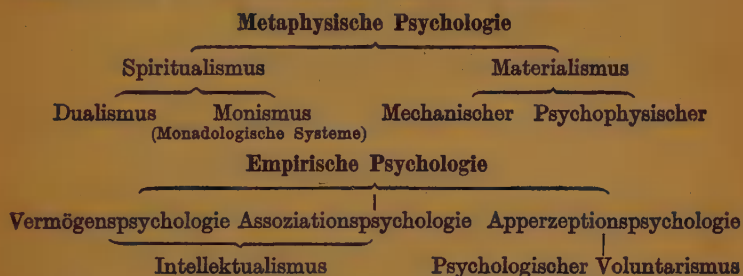 Metaphysische Psychologie
Spiritualismus Materialismus
Dualismus Monismus Mechanischer Psychophysischer
(Monadologische Systeme)
Empirische Psychologie
Vermögenspsychologie Assoziationspsychologie Apperzeptionspsychologie
Intellektualismus Psychologischer Voluntarismus